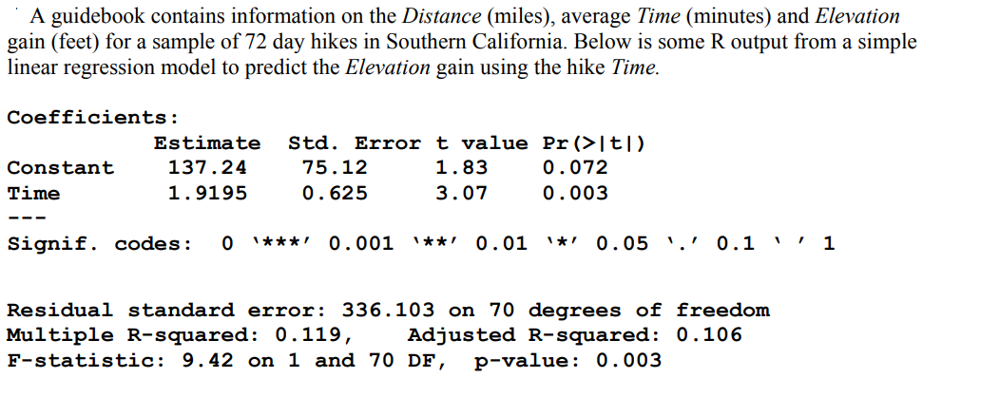 A guidebook contains information on the Distance (miles), average Time (minutes) and Elevation
gain (feet) for a sample of 72 day hikes in Southern California. Below is some R output from a simple
linear regression model to predict the Elevation gain using the hike Time.
Coefficients:
Estimate Std. Error t value Pr(>|t|)
Constant 137.24 75.12 1.83 0.072
Time 1.9195 0.625 3.07 0.003
---
Signif. codes: 0 '***' 0.001 '**' 0.01 '*' 0.05 '.' 0.1 ' ' 1
Residual standard error: 336.103 on 70 degrees of freedom
Multiple R-squared: 0.119, Adjusted R-squared: 0.106
F-statistic: 9.42 on 1 and 70 DF, p-value: 0.003